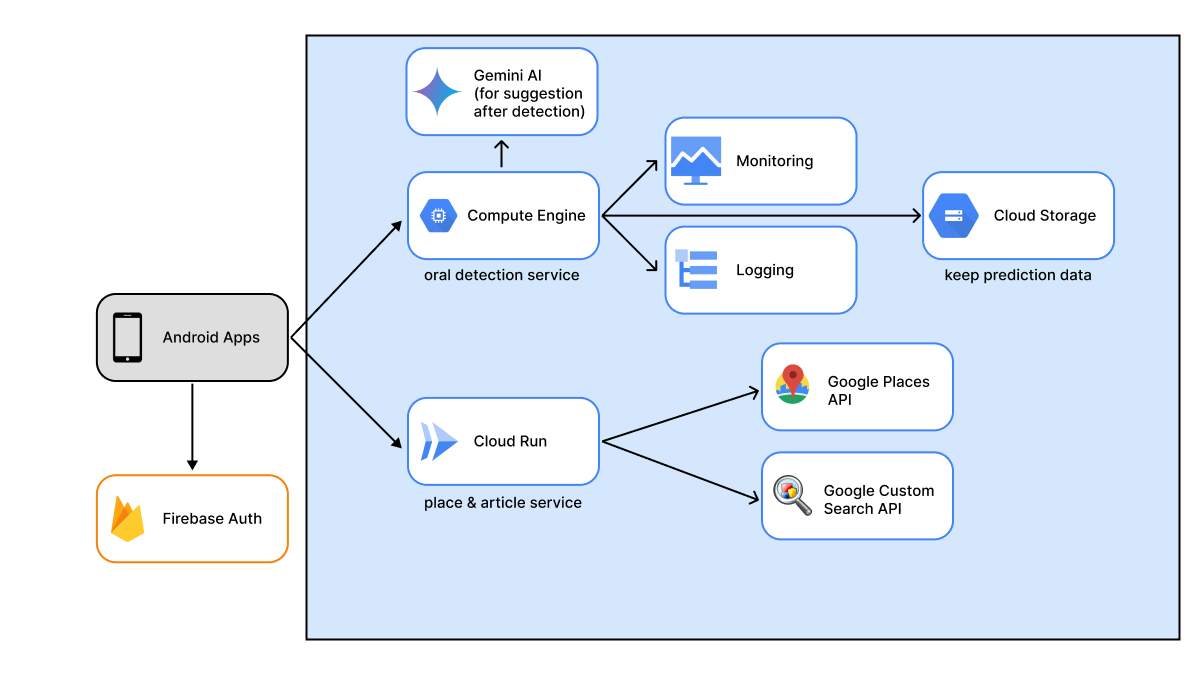 Gemini AI
(for suggestion
after detection)
Monitoring
Compute Engine
Cloud Storage
oral detection service
Logging
keep prediction data
Android Apps
Google Places
API
Cloud Run
place & article service
Google Custom
Search API
Firebase Auth